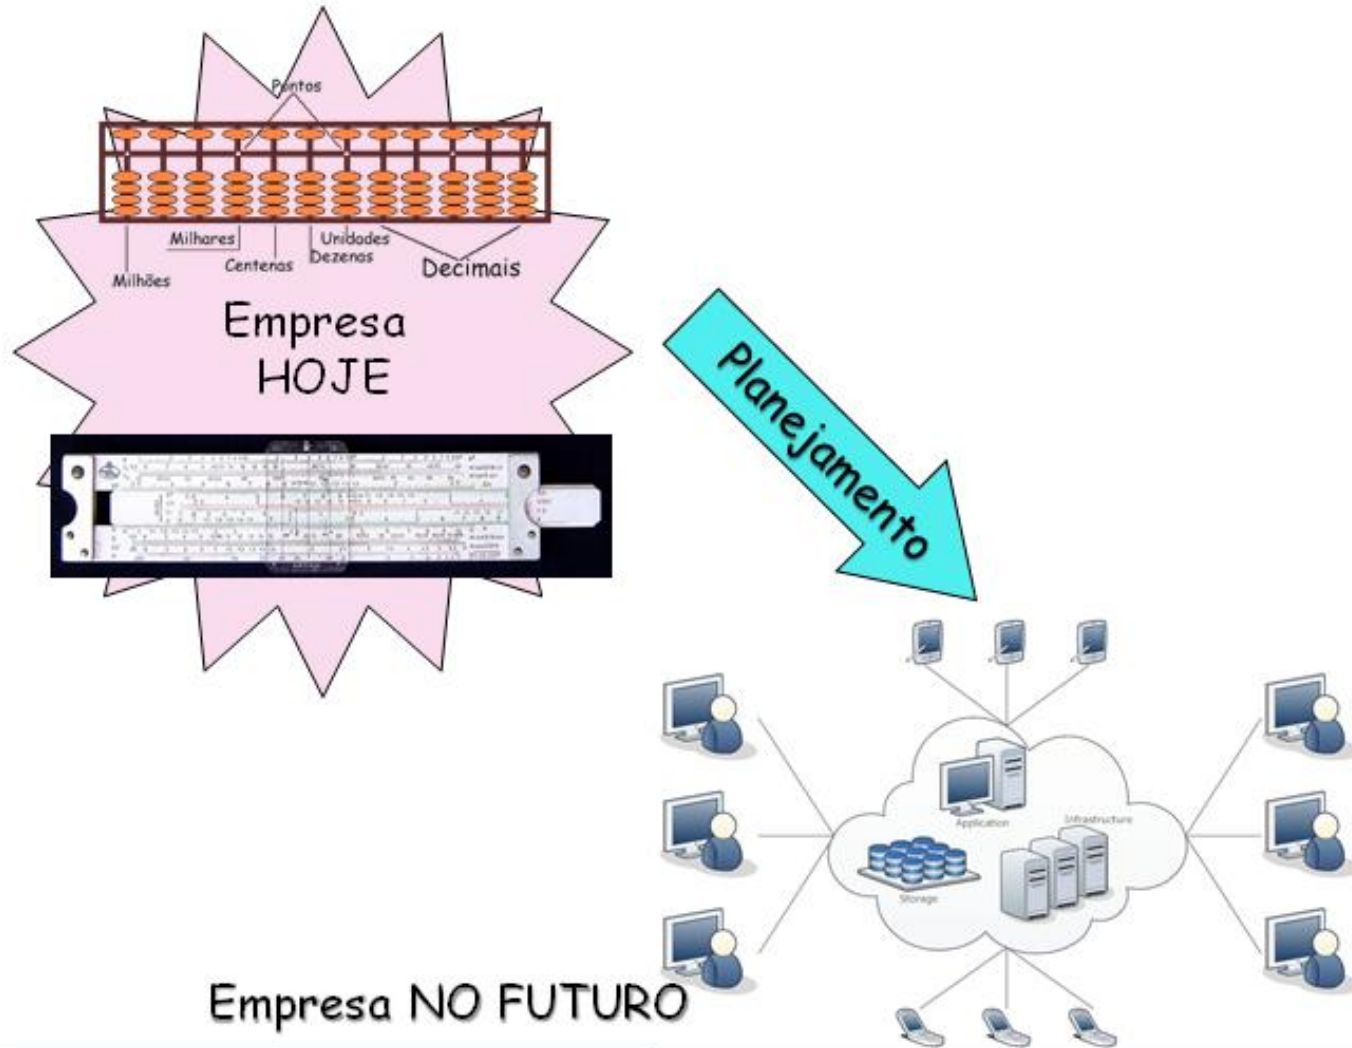 Pontos
Milhares
Unidades
Centenas
Dezenas
Decimais
Milhões
Empresa
HOJE
Planejamento
Application
Infrastructure
Storage
Empresa NO FUTURO